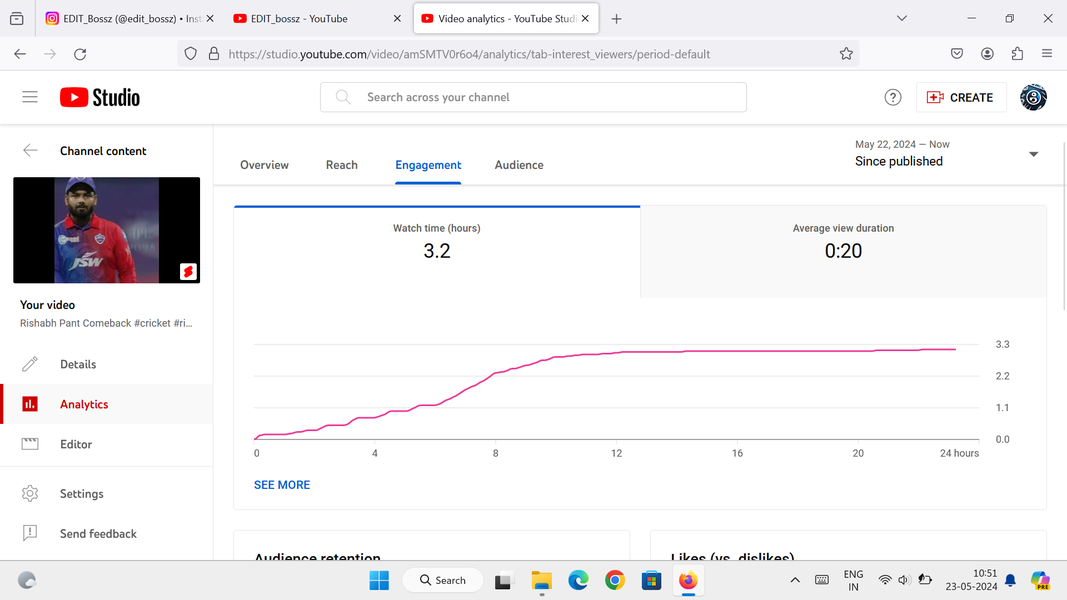 EDIT_Bossz (@edit_bossz) • Inst
EDIT_bossz - YouTube
Video analytics - YouTube Studi
https://studio.youtube.com/video/amSMTV0r6o4/analytics/tab-interest_viewers/period-default
Studio
Search across your channel
?
CREATE
Channel content
Overview
Reach
Engagement
Audience
May 22, 2024 — Now
Since published
JSW
Your video
Rishabh Pant Comeback #cricket #ri...
Details
Analytics
Editor
Settings
Send feedback
Watch time (hours)
3.2
Average view duration
0:20
3.3
2.2
1.1
0.0
0 4 8 12 16 20 24 hours
SEE MORE
Audience retention
Likes (vs. dislikes)
Search
ENG
IN
10:51
23-05-2024
PRE